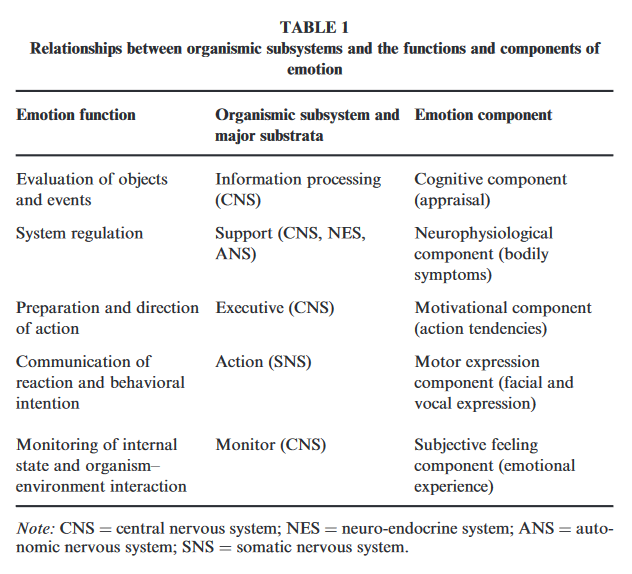 TABLE 1
Relationships between organismic subsystems and the functions and components of
emotion
Emotion function
Organismic subsystem and
major substrata
Emotion component
Evaluation of objects
and events
Information processing
(CNS)
Cognitive component
(appraisal)
System regulation
Support (CNS, NES,
ANS)
Neurophysiological
component (bodily
symptoms)
Preparation and direction
of action
Executive (CNS)
Motivational component
(action tendencies)
Communication of
reaction and behavioral
intention
Action (SNS)
Motor expression
component (facial and
vocal expression)
Monitoring of internal
state and organism–
environment interaction
Monitor (CNS)
Subjective feeling
component (emotional
experience)
Note: CNS = central nervous system; NES = neuro-endocrine system; ANS = auto-
nomic nervous system; SNS = somatic nervous system.